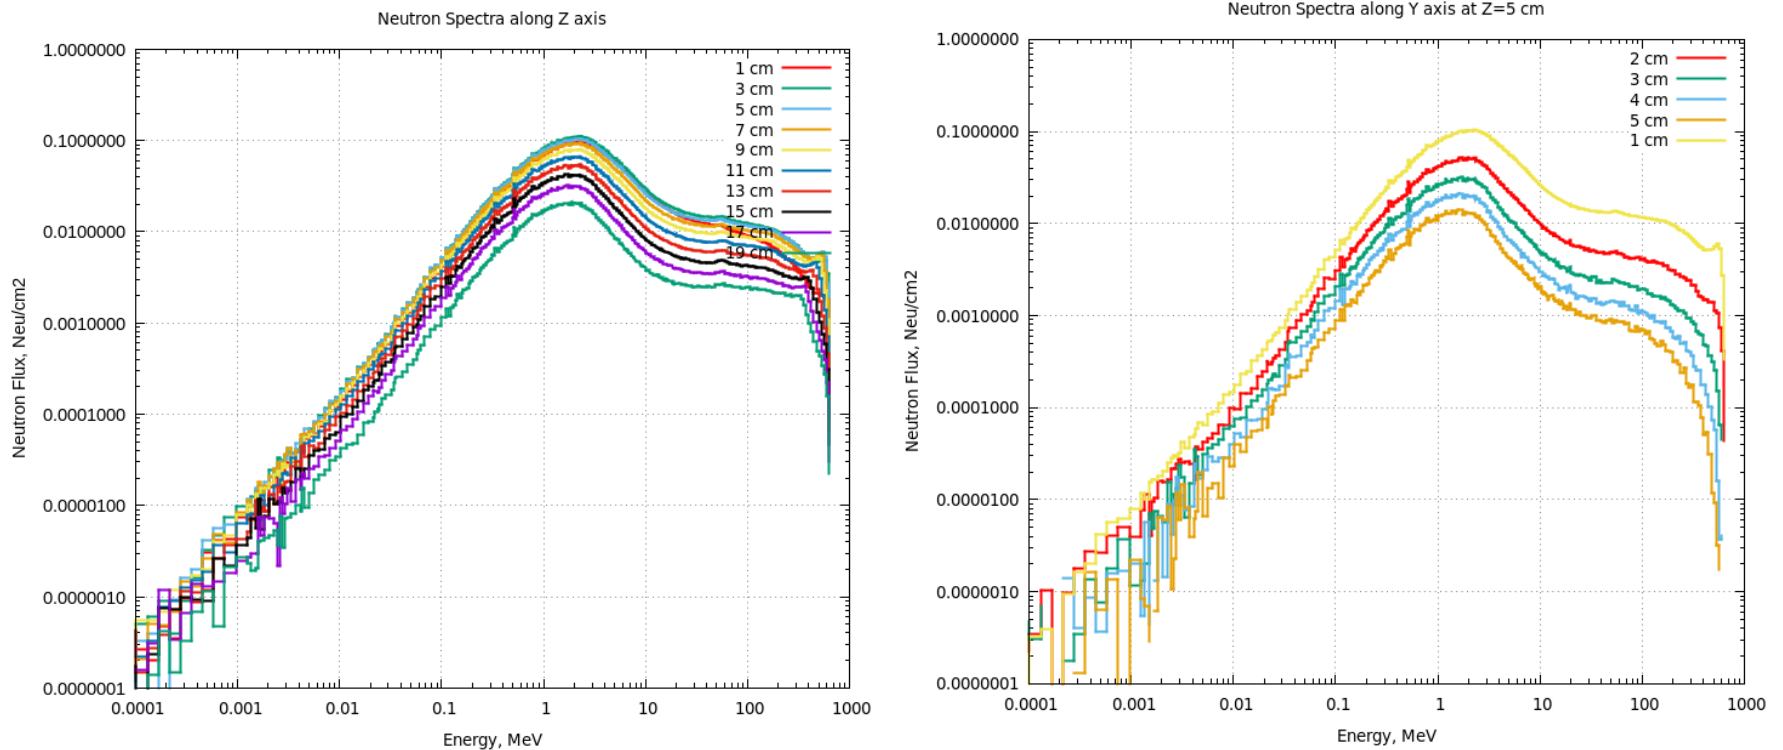 Neutron Spectra along Z axis
1.0000000
0.1000000
0.0100000
0.0010000
0.0001000
0.0000100
0.0000010
0.0000001
Neutron Flux, Neu/cm2
1 cm
3 cm
5 cm
7 cm
9 cm
11 cm
13 cm
15 cm
17 cm
19 cm
0.0001
0.001
0.01
0.1
1
10
100
1000
Energy, MeV
Neutron Spectra along Y axis at Z=5 cm
1.0000000
0.1000000
0.0100000
0.0010000
0.0001000
0.0000100
0.0000010
0.0000001
Neutron Flux, Neu/cm2
2 cm
3 cm
4 cm
5 cm
1 cm
0.0001
0.001
0.01
0.1
1
10
100
1000
Energy, MeV